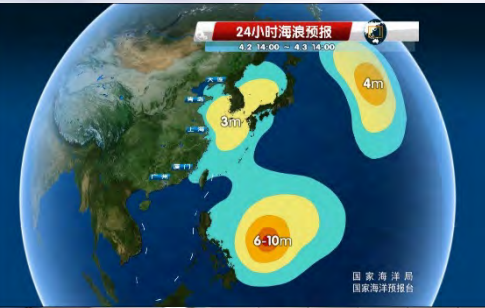 24小时海浪预报
4.2 14:00 ~ 4.3 14:00
4m
大连
青岛
3m
上海
厦门
广州
6-10m
国家海洋局
国家海洋预报台